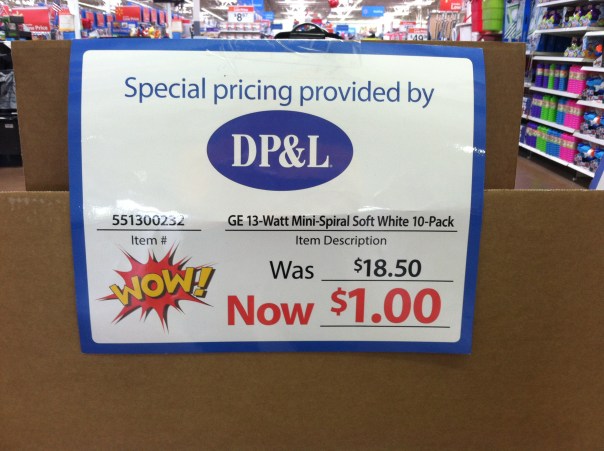 Special pricing provided by
DP&L
551300232 GE 13-Watt Mini-Spiral Soft White 10-Pack
Item # Item Description
WOW!
Was $18.50
Now $1.00